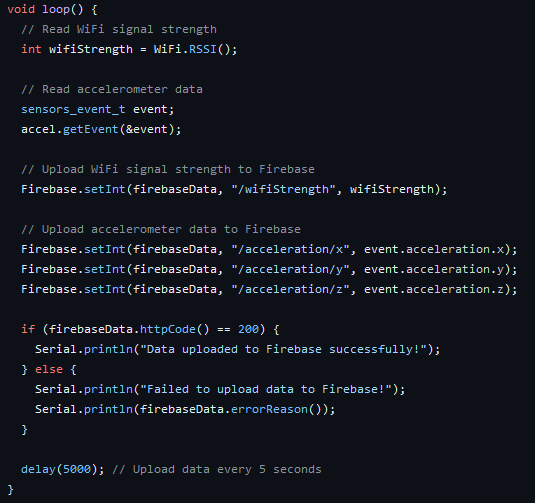 void loop() {
  // Read WiFi signal strength
  int wifiStrength = WiFi.RSSI();

  // Read accelerometer data
  sensors_event_t event;
  accel.getEvent(&event);

  // Upload WiFi signal strength to Firebase
  Firebase.setInt(firebaseData, "/wifiStrength", wifiStrength);

  // Upload accelerometer data to Firebase
  Firebase.setInt(firebaseData, "/acceleration/x", event.acceleration.x);
  Firebase.setInt(firebaseData, "/acceleration/y", event.acceleration.y);
  Firebase.setInt(firebaseData, "/acceleration/z", event.acceleration.z);

  if (firebaseData.httpCode() == 200) {
    Serial.println("Data uploaded to Firebase successfully!");
  } else {
    Serial.println("Failed to upload data to Firebase!");
    Serial.println(firebaseData.errorReason());
  }

  delay(5000); // Upload data every 5 seconds
}